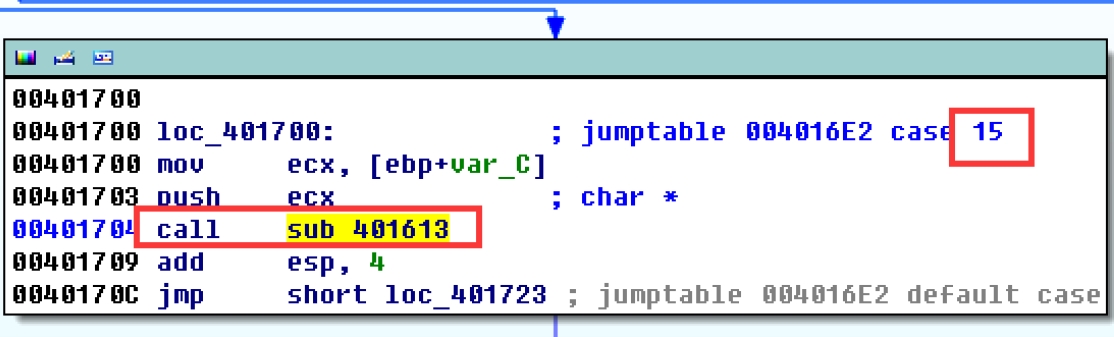 00401700
00401700 loc_401700: ; jumptable 004016E2 case 15
00401700 mov ecx, [ebp+var_C]
00401703 push ecx ; char *
00401704 call sub_401613
00401709 add esp, 4
0040170C jmp short loc_401723 ; jumptable 004016E2 default case